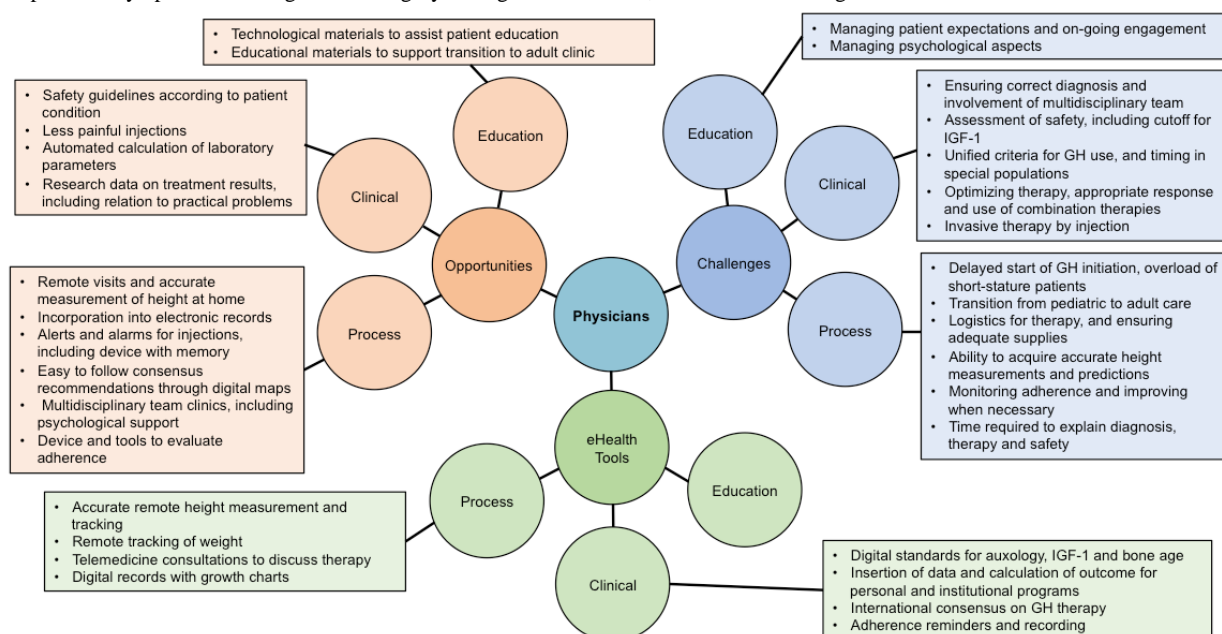 • Technological materials to assist patient education
• Educational materials to support transition to adult clinic
• Managing patient expectations and on-going engagement
• Managing psychological aspects
• Safety guidelines according to patient
condition
• Less painful injections
• Automated calculation of laboratory
parameters
• Research data on treatment results,
including relation to practical problems
Education
Clinical
Opportunities
Process
• Remote visits and accurate
measurement of height at home
• Incorporation into electronic records
• Alerts and alarms for injections,
including device with memory
• Easy to follow consensus
recommendations through digital maps
• Multidisciplinary team clinics, including
psychological support
• Device and tools to evaluate
adherence
Physicians
Education
Clinical
Challenges
Process
• Ensuring correct diagnosis and
involvement of multidisciplinary team
• Assessment of safety, including cutoff for
IGF-1
• Unified criteria for GH use, and timing in
special populations
• Optimizing therapy, appropriate response
and use of combination therapies
• Invasive therapy by injection
• Delayed start of GH initiation, overload of
short-stature patients
• Transition from pediatric to adult care
• Logistics for therapy, and ensuring
adequate supplies
• Ability to acquire accurate height
measurements and predictions
• Monitoring adherence and improving
when necessary
• Time required to explain diagnosis,
therapy and safety
eHealth
Tools
Process
Education
Clinical
• Accurate remote height measurement and
tracking
• Remote tracking of weight
• Telemedicine consultations to discuss therapy
• Digital records with growth charts
• Digital standards for auxology, IGF-1 and bone age
• Insertion of data and calculation of outcome for
personal and institutional programs
• International consensus on GH therapy
• Adherence reminders and recording